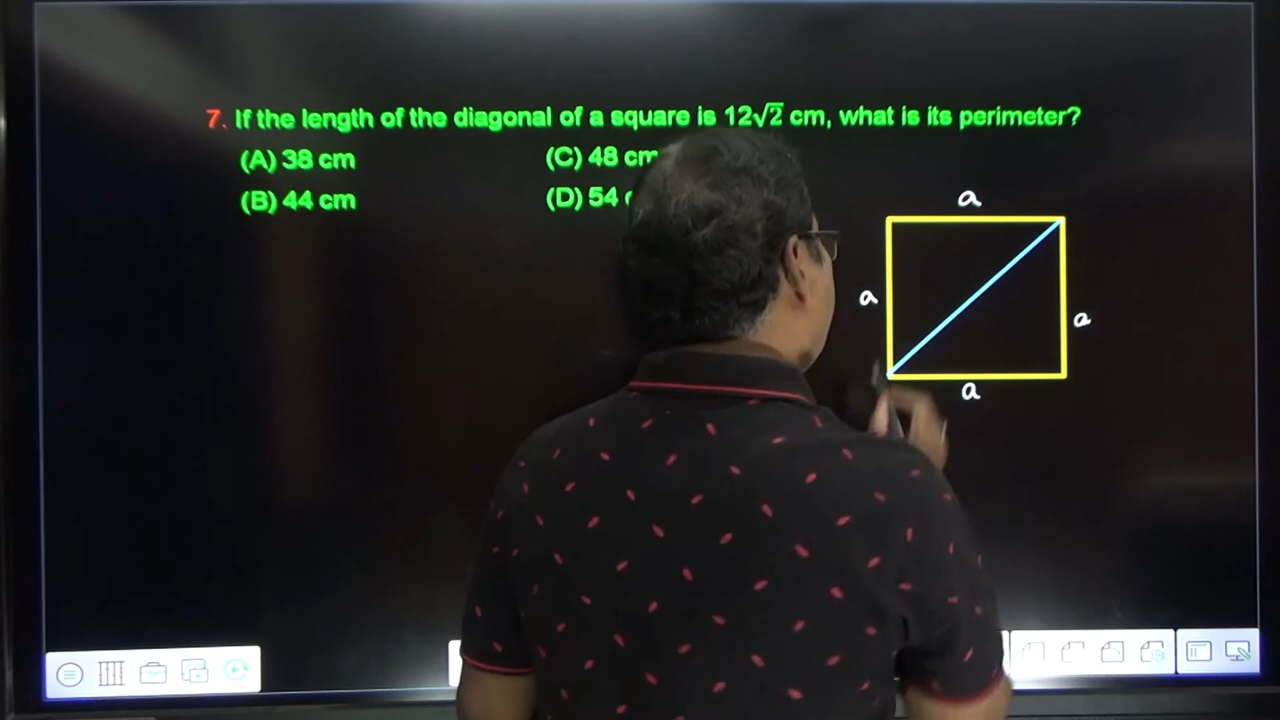 7. If the length of the diagonal of a square is 12√2 cm, what is its perimeter?
(A) 38 cm (C) 48 cm
(B) 44 cm (D) 54
a
a
a
a